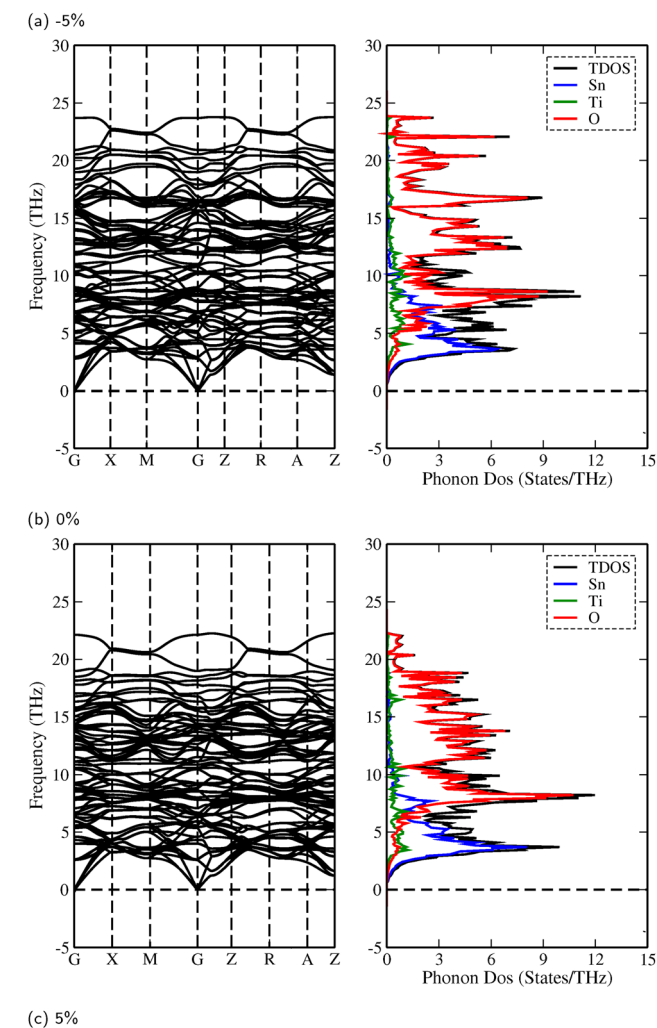 (a) -5%
30
25
20
15
10
5
0
-5
Frequency (THz)
G X M G Z R A Z
30
25
20
15
10
5
0
-5
TDOS
Sn
Ti
O
0 3 6 9 12 15
Phonon Dos (States/THz)
(b) 0%
30
25
20
15
10
5
0
-5
Frequency (THz)
G X M G Z R A Z
30
25
20
15
10
5
0
-5
TDOS
Sn
Ti
O
0 3 6 9 12 15
Phonon Dos (States/THz)
(c) 5%